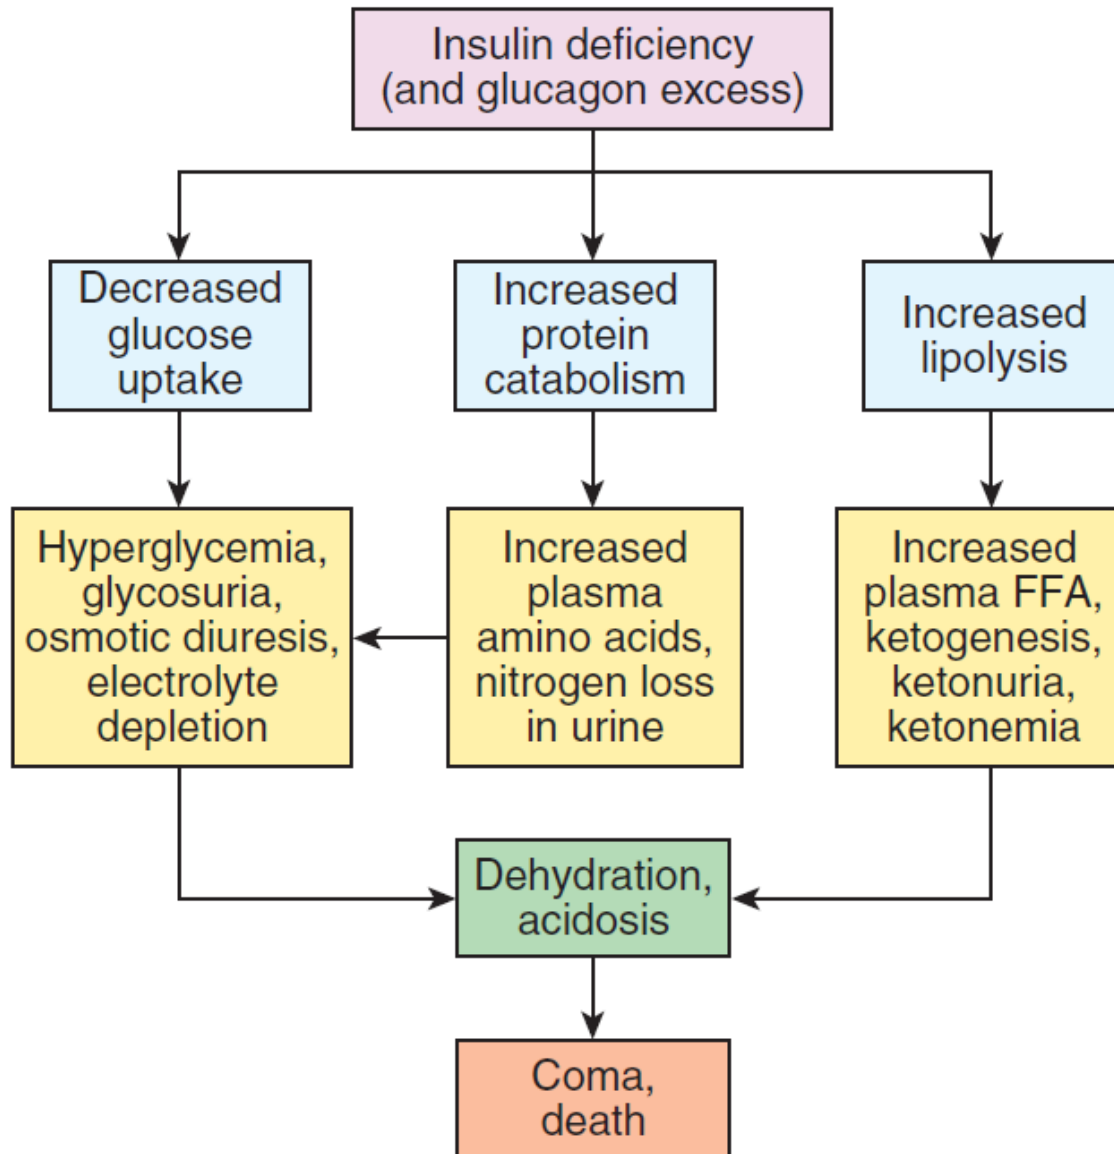 Insulin deficiency
(and glucagon excess)
Decreased
glucose
uptake
Increased
protein
catabolism
Increased
lipolysis
Hyperglycemia,
glycosuria,
osmotic diuresis,
electrolyte
depletion
Increased
plasma
amino acids,
nitrogen loss
in urine
Increased
plasma FFA,
ketogenesis,
ketonuria,
ketonemia
Dehydration,
acidosis
Coma,
death